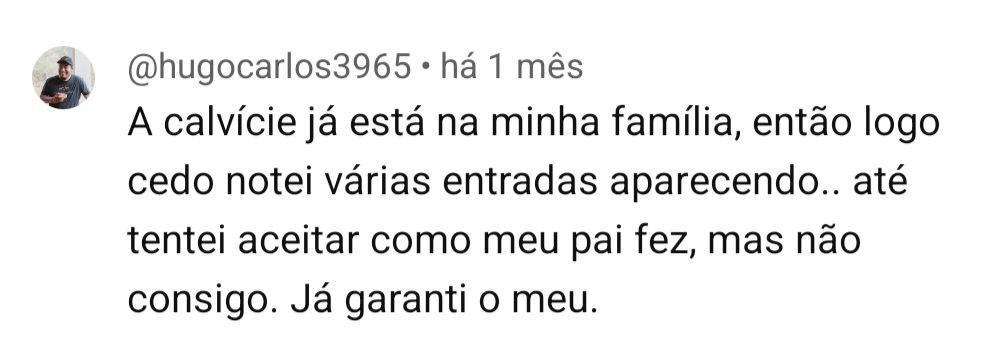 @hugocarlos3965 • há 1 mês
A calvície já está na minha família, então logo
cedo notei várias entradas aparecendo.. até
tentei aceitar como meu pai fez, mas não
consigo. Já garanti o meu.